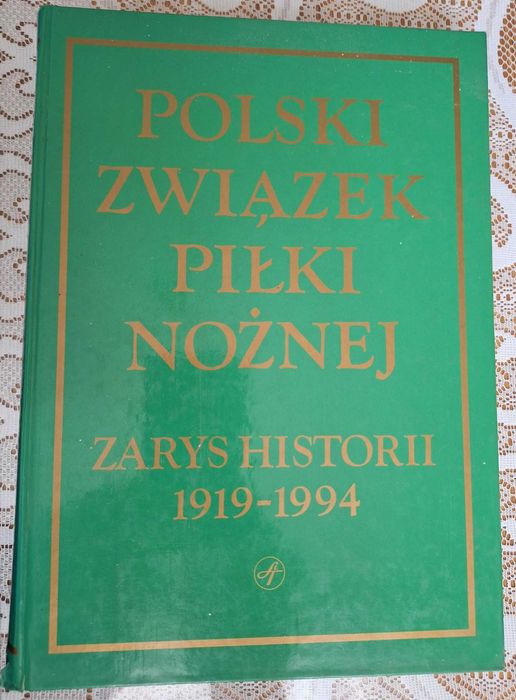 POLSKI
ZWIĄZEK
PIŁKI
NOŻNEJ
ZARYS HISTORII
1919-1994